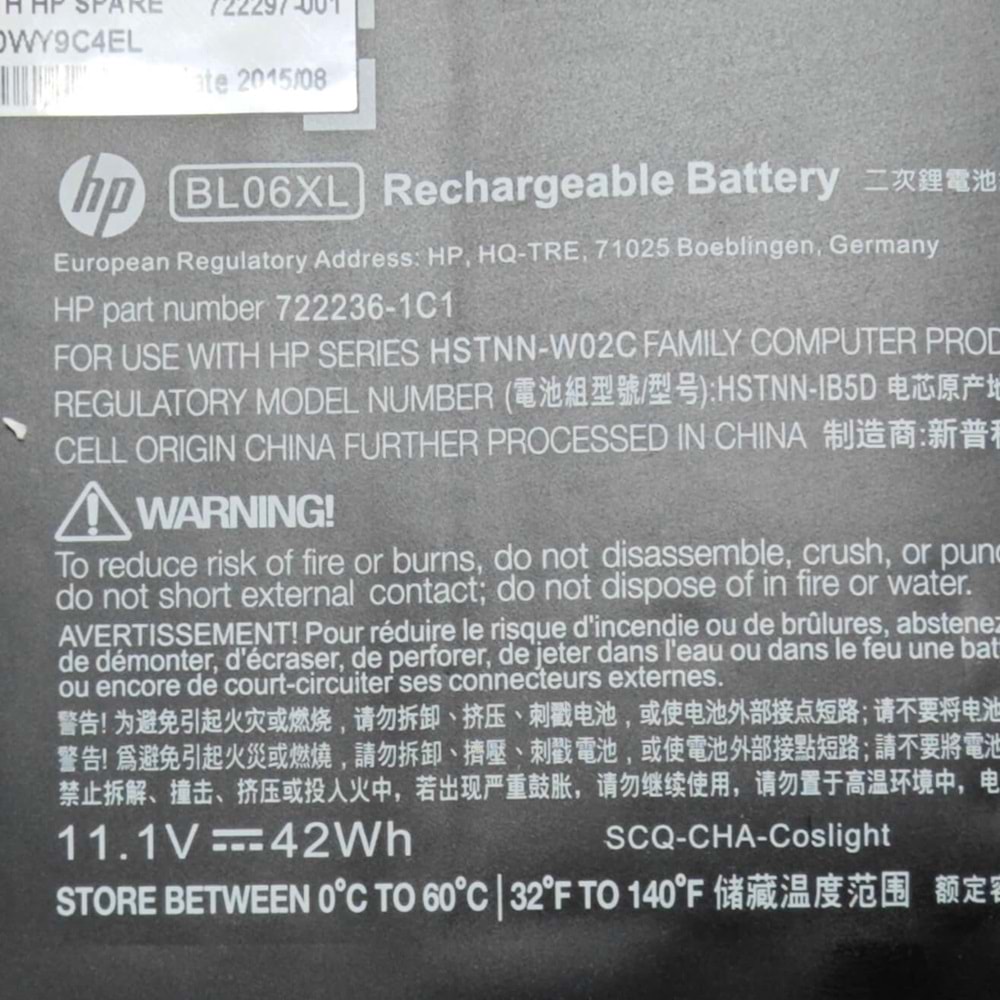 H HP SPARE 722297-001
0WY9C4EL
ate 2015/08
hp BL06XL Rechargeable Battery 二次鋰電池
European Regulatory Address: HP, HQ-TRE, 71025 Boeblingen, Germany
HP part number 722236-1C1
FOR USE WITH HP SERIES HSTNN-W02C FAMILY COMPUTER PROD
REGULATORY MODEL NUMBER (電池組型號/型号):HSTNN-IB5D 电芯原产地
CELL ORIGIN CHINA FURTHER PROCESSED IN CHINA 制造商:新普科
WARNING!
To reduce risk of fire or burns, do not disassemble, crush, or punc
do not short external contact; do not dispose of in fire or water.
AVERTISSEMENT! Pour réduire le risque d'incendie ou de brûlures, abstenez
de démonter, d'écraser, de perforer, de jeter dans l'eau ou dans le feu une bat
ou encore de court-circuiter ses connecteurs externes.
警告! 为避免引起火灾或燃烧，请勿拆卸、挤压、刺戳电池，或使电池外部接点短路；请不要将电池
警告! 爲避免引起火災或燃燒，請勿拆卸、擠壓、刺戳電池，或使電池外部接點短路；請不要將電池
禁止拆解、撞击、挤压或投入火中，若出现严重鼓胀，请勿继续使用，请勿置于高温环境中，电
11.1V ⎓ 42Wh SCQ-CHA-Coslight
STORE BETWEEN 0°C TO 60°C | 32°F TO 140°F 储藏温度范围 额定容